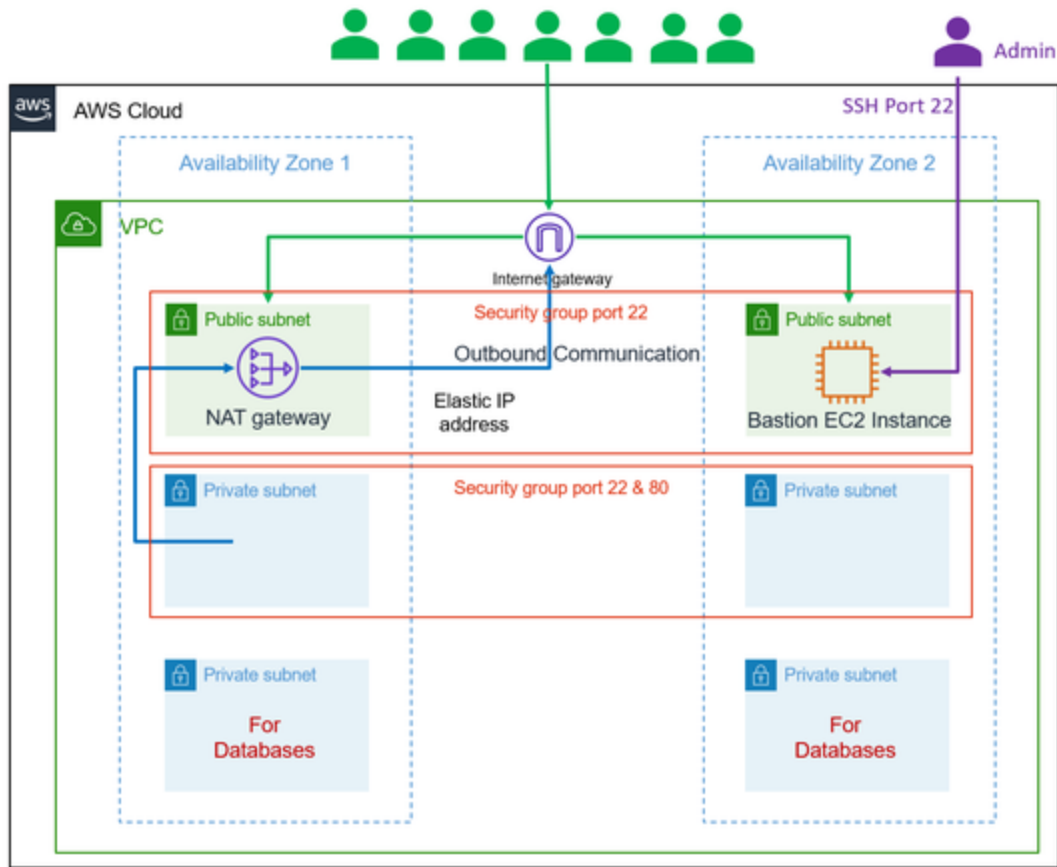 Admin
aws
AWS Cloud
SSH Port 22
Availability Zone 1
Availability Zone 2
VPC
Internet gateway
Security group port 22
Public subnet
Public subnet
Outbound Communication
NAT gateway
Elastic IP
address
Bastion EC2 Instance
Private subnet
Security group port 22 & 80
Private subnet
Private subnet
Private subnet
For
Databases
For
Databases